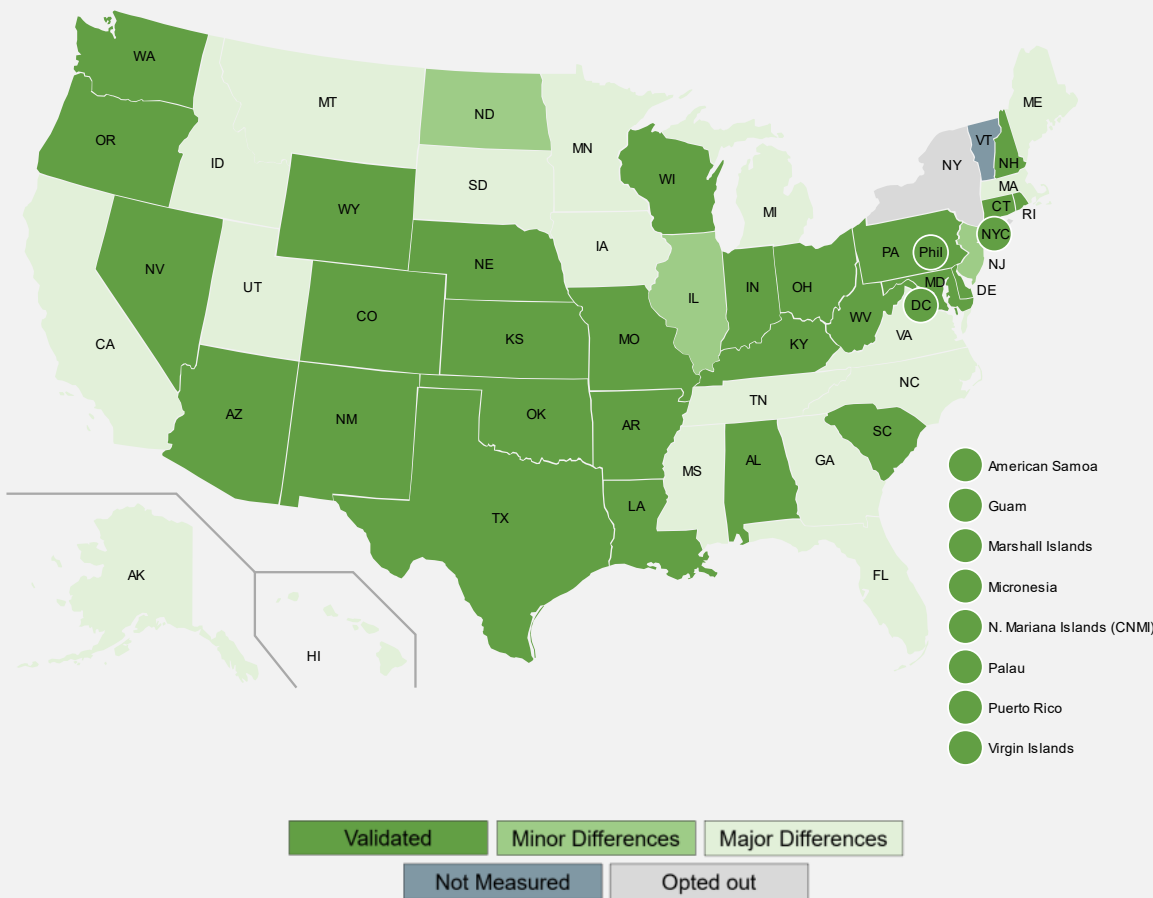 WA
ME
MT
ND
VT
OR
MN
NH
ID
NY
WI
SD
MA
CT
WY
MI
RI
NYC
IA
PA
Phil
NE
NJ
NV
MD
UT
IN
OH
DE
IL
DC
CO
WV
KS
MO
VA
CA
KY
NC
TN
AZ
OK
NM
AR
SC
MS
AL
GA
American Samoa
LA
Guam
TX
Marshall Islands
AK
FL
Micronesia
N. Mariana Islands (CNMI)
HI
Palau
Puerto Rico
Virgin Islands
Validated
Minor Differences
Major Differences
Not Measured
Opted out